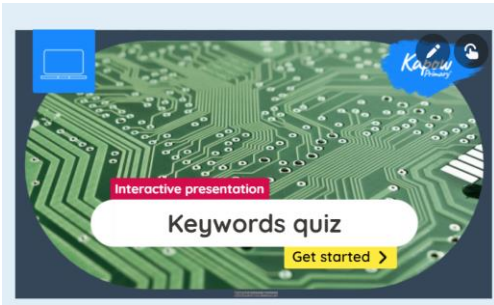 Kapow
Primary
Interactive presentation
Keywords quiz
Get started